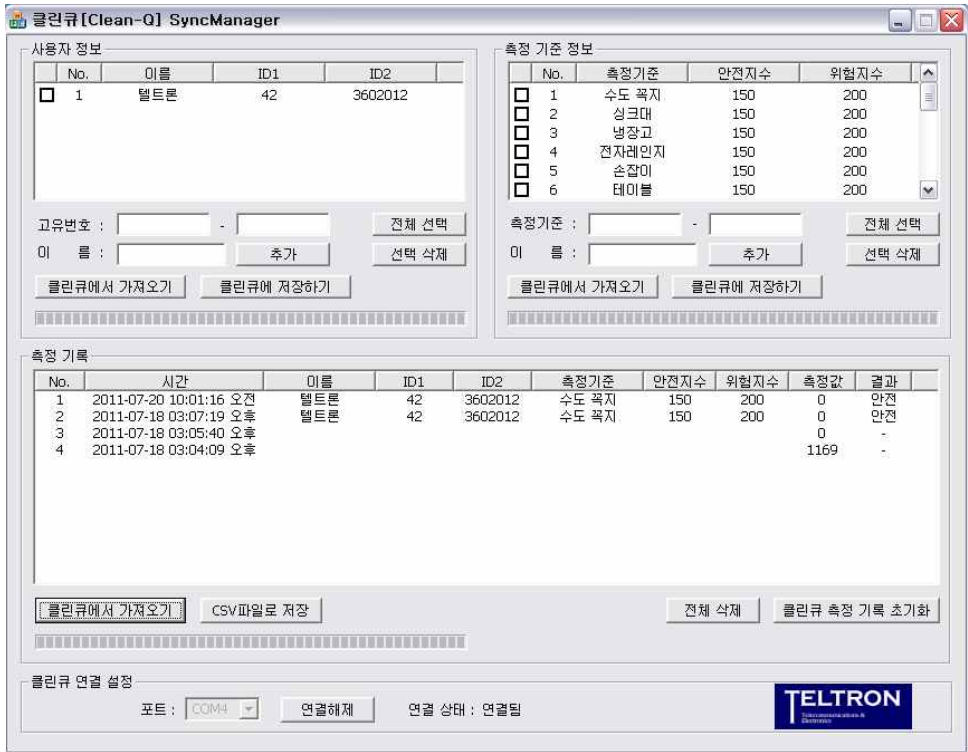 클린큐[Clean-Q] SyncManager
사용자 정보
No. 이름 ID1 ID2
1 텔트론 42 3602012
고유번호 : - 전체 선택
이 름 : 추가 선택 삭제
클린큐에서 가져오기 클린큐에 저장하기
측정 기준 정보
No. 측정기준 안전지수 위험지수
1 수도 꼭지 150 200
2 싱크대 150 200
3 냉장고 150 200
4 전자레인지 150 200
5 손잡이 150 200
6 테이블 150 200
측정기준 : - 전체 선택
이 름 : 추가 선택 삭제
클린큐에서 가져오기 클린큐에 저장하기
측정 기록
No. 시간 이름 ID1 ID2 측정기준 안전지수 위험지수 측정값 결과
1 2011-07-20 10:01:16 오전 텔트론 42 3602012 수도 꼭지 150 200 0 안전
2 2011-07-18 03:07:19 오후 텔트론 42 3602012 수도 꼭지 150 200 0 안전
3 2011-07-18 03:05:40 오후 0 -
4 2011-07-18 03:04:09 오후 1169 -
클린큐에서 가져오기 CSV파일로 저장 전체 삭제 클린큐 측정 기록 초기화
클린큐 연결 설정
포트 : COM4 연결해제 연결 상태 : 연결됨
TELTRON
Telecommunications &
Electronics